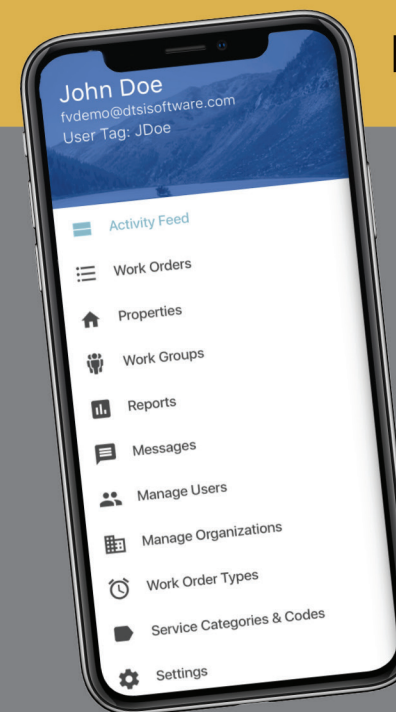 John Doe
fvdemo@dtsisoftware.com
User Tag: JDoe
Activity Feed
Work Orders
Properties
Work Groups
Reports
Messages
Manage Users
Manage Organizations
Work Order Types
Service Categories & Codes
Settings